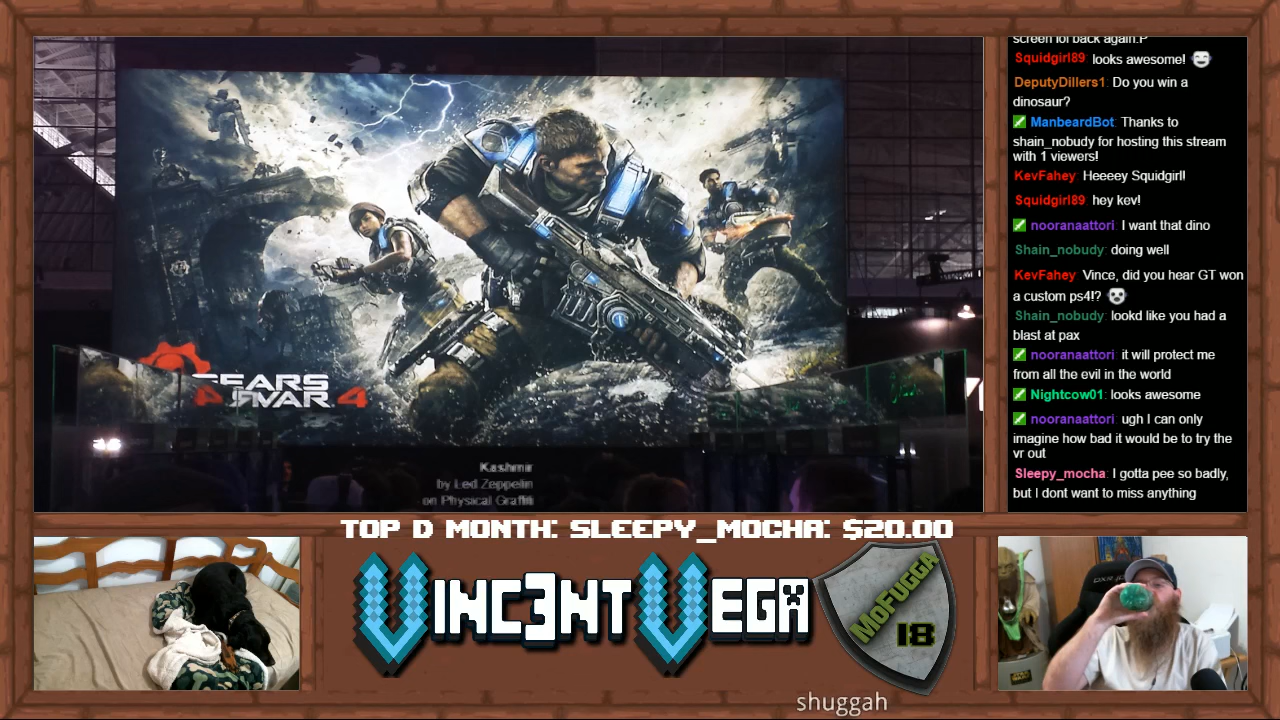 screen lol back again:P
Squidgirl89: looks awesome!
DeputyDillers1: Do you win a
dinosaur?
ManbeardBot: Thanks to
shain_nobudy for hosting this stream
with 1 viewers!
KevFahey: Heeeey Squidgirl!
Squidgirl89: hey kev!
nooranaattori: I want that dino
Shain_nobudy: doing well
KevFahey: Vince, did you hear GT won
a custom ps4!?
Shain_nobudy: lookd like you had a
blast at pax
nooranaattori: it will protect me
from all the evil in the world
Nightcow01: looks awesome
nooranaattori: ugh I can only
imagine how bad it would be to try the
vr out
Sleepy_mocha: I gotta pee so badly,
but I dont want to miss anything
GEARS
OF WAR 4
Kashmir
by Led Zeppelin
on Physical Graffiti
TOP D MONTH: SLEEPY_MOCHA: $20.00
VINC3NT VEGA
MOFUGGA
18
STAR WARS
shuggah